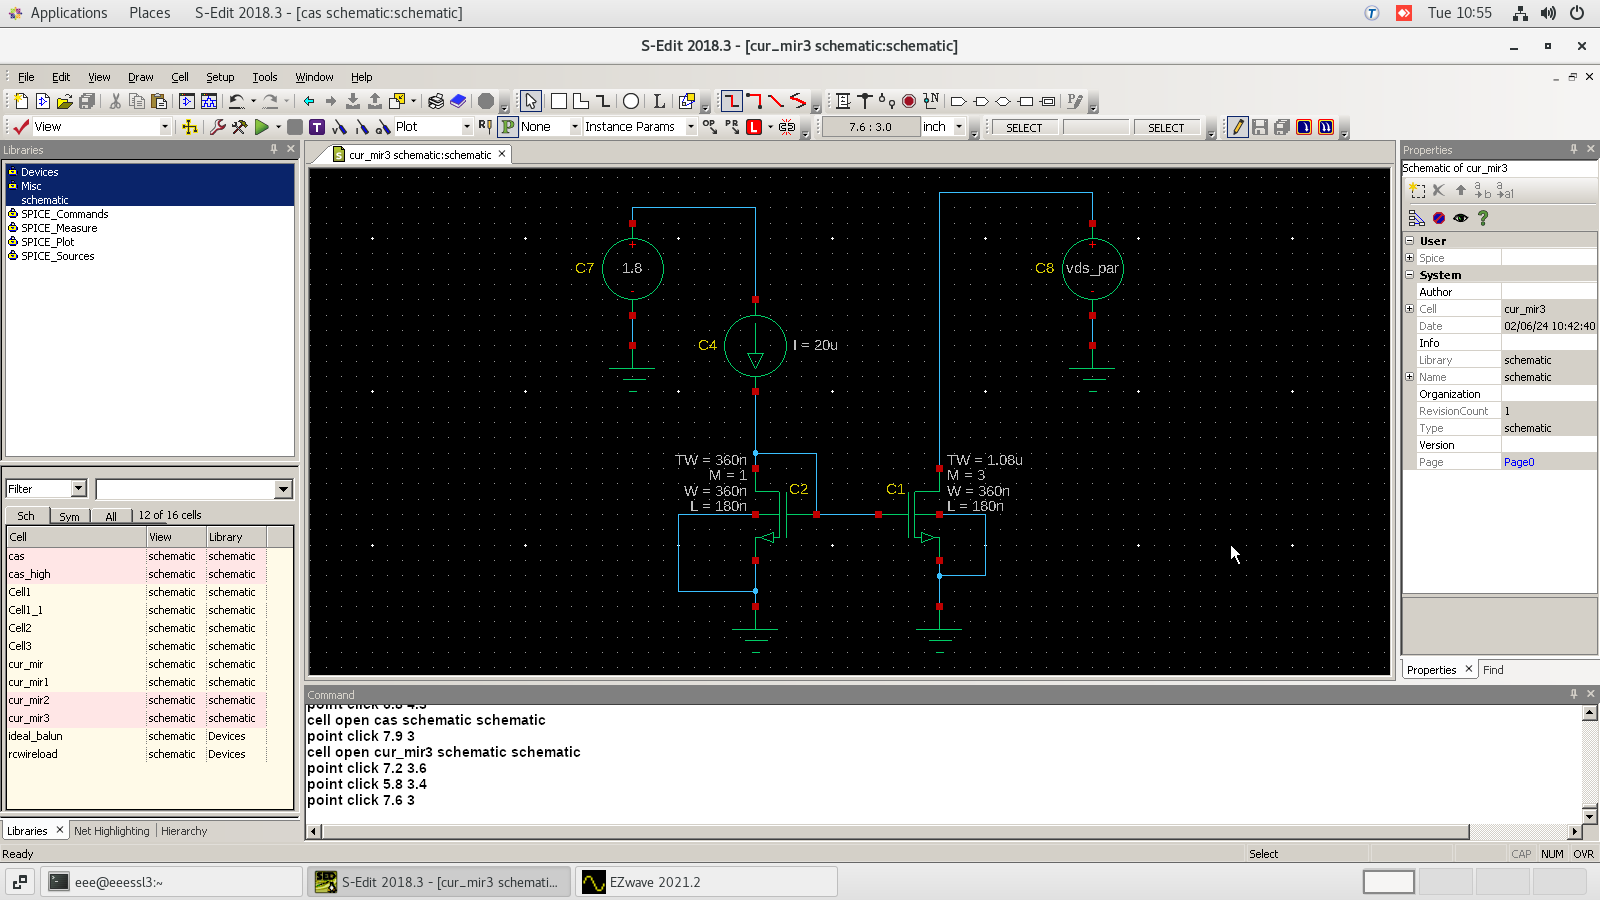 Applications Places S-Edit 2018.3 - [cas schematic:schematic] Tue 10:55
S-Edit 2018.3 - [cur_mir3 schematic:schematic]
File Edit View Draw Cell Setup Tools Window Help
View Plot None Instance Params 7.6 : 3.0 inch SELECT SELECT
Libraries
Devices
Misc
schematic
SPICE_Commands
SPICE_Measure
SPICE_Plot
SPICE_Sources
Filter
Sch Sym All 12 of 16 cells
Cell View Library
cas schematic schematic
cas_high schematic schematic
Cell1 schematic schematic
Cell1_1 schematic schematic
Cell2 schematic schematic
Cell3 schematic schematic
cur_mir schematic schematic
cur_mir1 schematic schematic
cur_mir2 schematic schematic
cur_mir3 schematic schematic
ideal_balun schematic Devices
rcwireload schematic Devices
Libraries Net Highlighting Hierarchy
cur_mir3 schematic:schematic
C7 1.8
C8 vds_par
C4 I = 20u
TW = 360n
M = 1
W = 360n
L = 180n
C2
C1
TW = 1.08u
M = 3
W = 360n
L = 180n
Command
point click 6.8 4.3
cell open cas schematic schematic
point click 7.9 3
cell open cur_mir3 schematic schematic
point click 7.2 3.6
point click 5.8 3.4
point click 7.6 3
Properties
Schematic of cur_mir3
User
Spice
System
Author
Cell cur_mir3
Date 02/06/24 10:42:40
Info
Library schematic
Name schematic
Organization
RevisionCount 1
Type schematic
Version
Page Page0
Properties Find
Ready Select CAP NUM OVR
eee@eeessl3:~ S-Edit 2018.3 - [cur_mir3 schemati... EZwave 2021.2